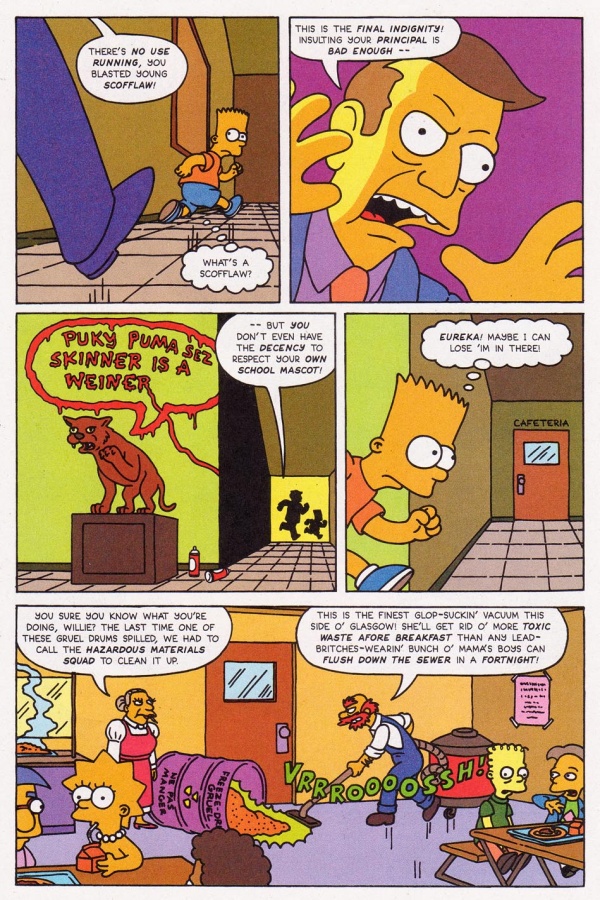 THERE'S NO USE
RUNNING, YOU
BLASTED YOUNG
SCOFFLAW!
WHAT'S A
SCOFFLAW?
THIS IS THE FINAL INDIGNITY!
INSULTING YOUR PRINCIPAL IS
BAD ENOUGH --
PUKY PUMA SEZ
SKINNER IS A
WEINER
-- BUT YOU
DON'T EVEN HAVE
THE DECENCY TO
RESPECT YOUR OWN
SCHOOL MASCOT!
EUREKA! MAYBE I CAN
LOSE 'IM IN THERE!
CAFETERIA
YOU SURE YOU KNOW WHAT YOU'RE
DOING, WILLIE? THE LAST TIME ONE OF
THESE GRUEL DRUMS SPILLED, WE HAD TO
CALL THE HAZARDOUS MATERIALS
SQUAD TO CLEAN IT UP.
THIS IS THE FINEST GLOP-SUCKIN' VACUUM THIS
SIDE O' GLASGOW! SHE'LL GET RID O' MORE TOXIC
WASTE AFORE BREAKFAST THAN ANY LEAD-
BRITCHES-WEARIN' BUNCH O' MAMA'S BOYS CAN
FLUSH DOWN THE SEWER IN A FORTNIGHT!
NE PAS
MANGER
FREEZE-DRI
GRUEL
VRRROOOOSSH!